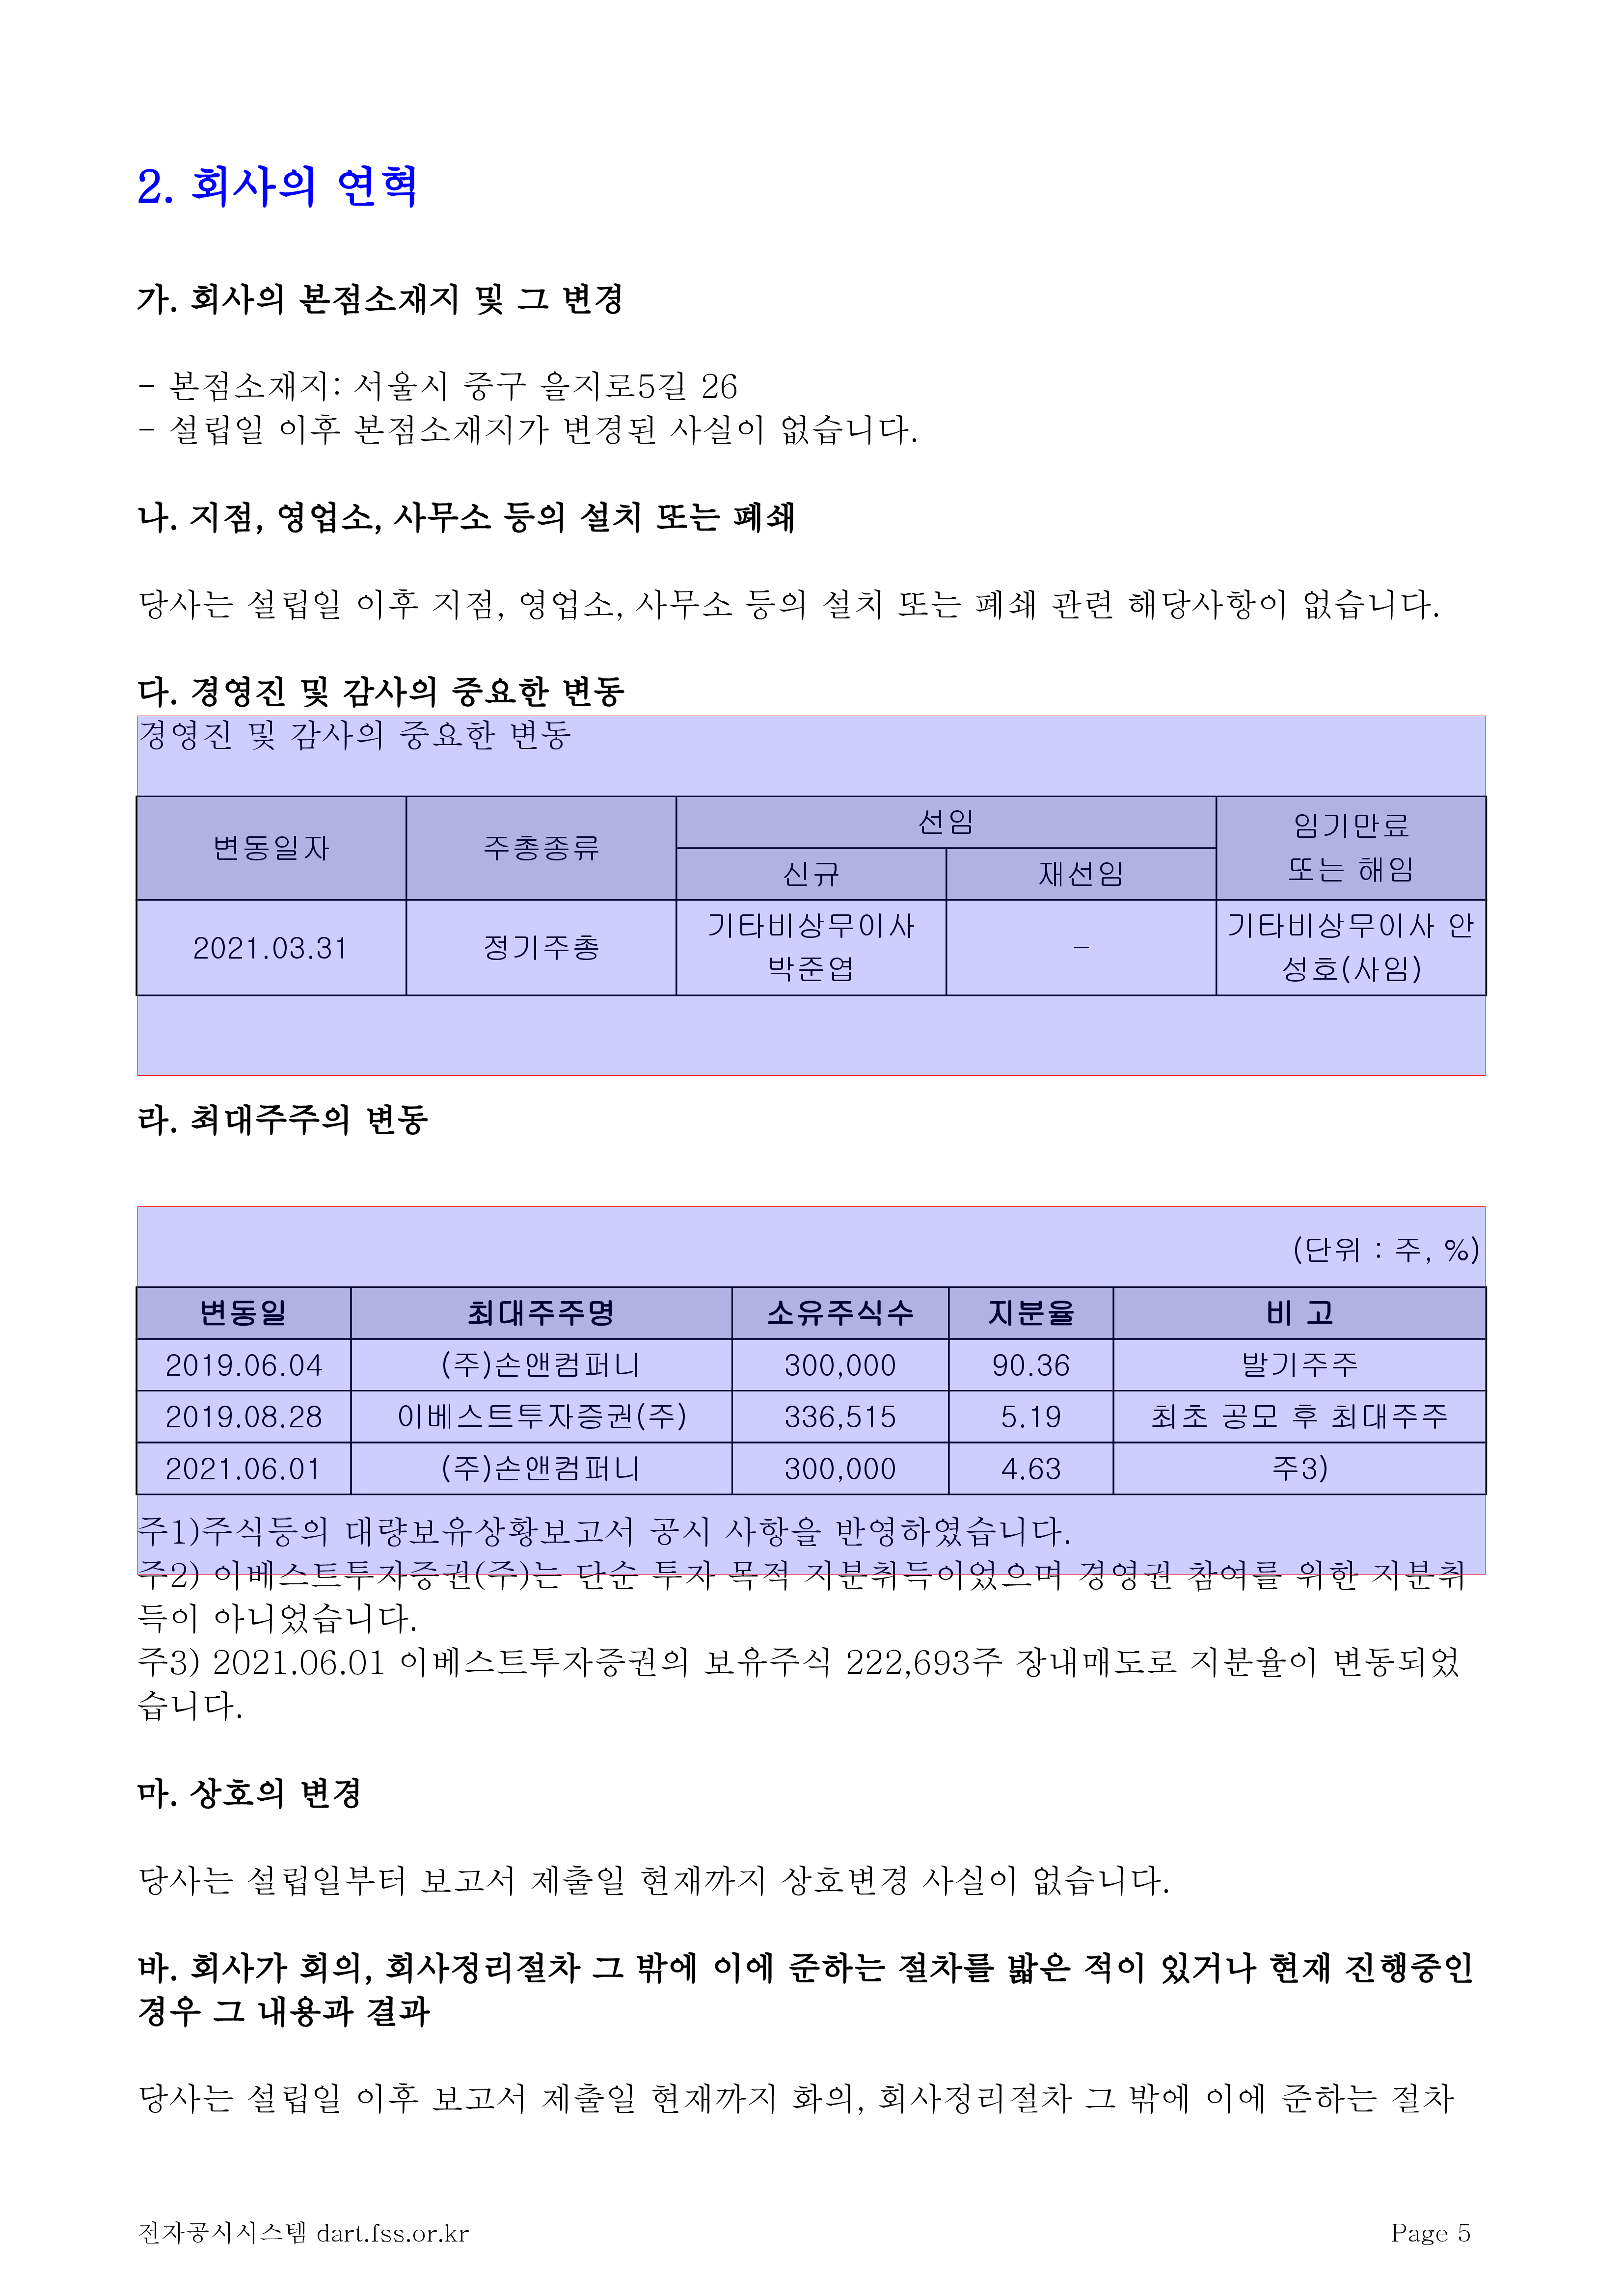 2. 회사의 연혁
가. 회사의 본점소재지 및 그 변경
- 본점소재지: 서울시 중구 을지로5길 26
- 설립일 이후 본점소재지가 변경된 사실이 없습니다.
나. 지점, 영업소, 사무소 등의 설치 또는 폐쇄
당사는 설립일 이후 지점, 영업소, 사무소 등의 설치 또는 폐쇄 관련 해당사항이 없습니다.
다. 경영진 및 감사의 중요한 변동
경영진 및 감사의 중요한 변동
변동일자 주총종류 선임 임기만료 또는 해임
신규 재선임
2021.03.31 정기주총 기타비상무이사 박준엽 - 기타비상무이사 안성호(사임)
라. 최대주주의 변동
(단위 : 주, %)
변동일 최대주주명 소유주식수 지분율 비 고
2019.06.04 (주)손앤컴퍼니 300,000 90.36 발기주주
2019.08.28 이베스트투자증권(주) 336,515 5.19 최초 공모 후 최대주주
2021.06.01 (주)손앤컴퍼니 300,000 4.63 주3)
주1)주식등의 대량보유상황보고서 공시 사항을 반영하였습니다.
주2) 이베스트투자증권(주)는 단순 투자 목적 지분취득이었으며 경영권 참여를 위한 지분취
득이 아니었습니다.
주3) 2021.06.01 이베스트투자증권의 보유주식 222,693주 장내매도로 지분율이 변동되었
습니다.
마. 상호의 변경
당사는 설립일부터 보고서 제출일 현재까지 상호변경 사실이 없습니다.
바. 회사가 회의, 회사정리절차 그 밖에 이에 준하는 절차를 밟은 적이 있거나 현재 진행중인
경우 그 내용과 결과
당사는 설립일 이후 보고서 제출일 현재까지 화의, 회사정리절차 그 밖에 이에 준하는 절차
전자공시시스템 dart.fss.or.kr
Page 5